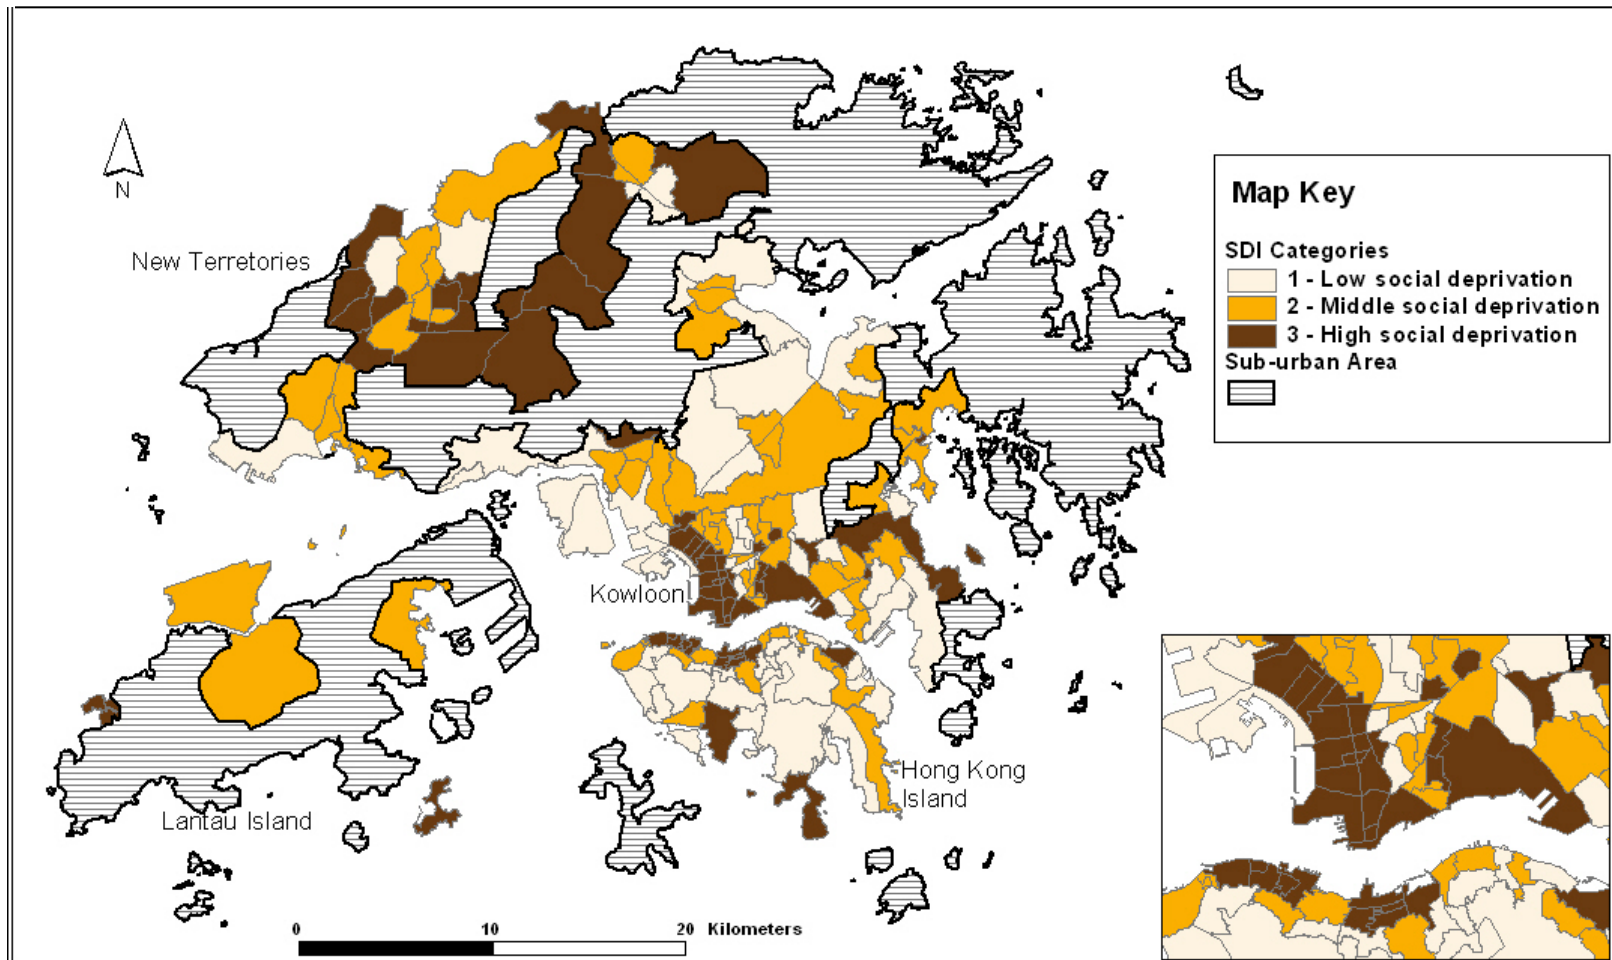 N
New Terretories
Map Key
SDI Categories
1 - Low social deprivation
2 - Middle social deprivation
3 - High social deprivation
Sub-urban Area
Kowloon
Hong Kong
Island
Lantau Island
0 10 20 Kilometers